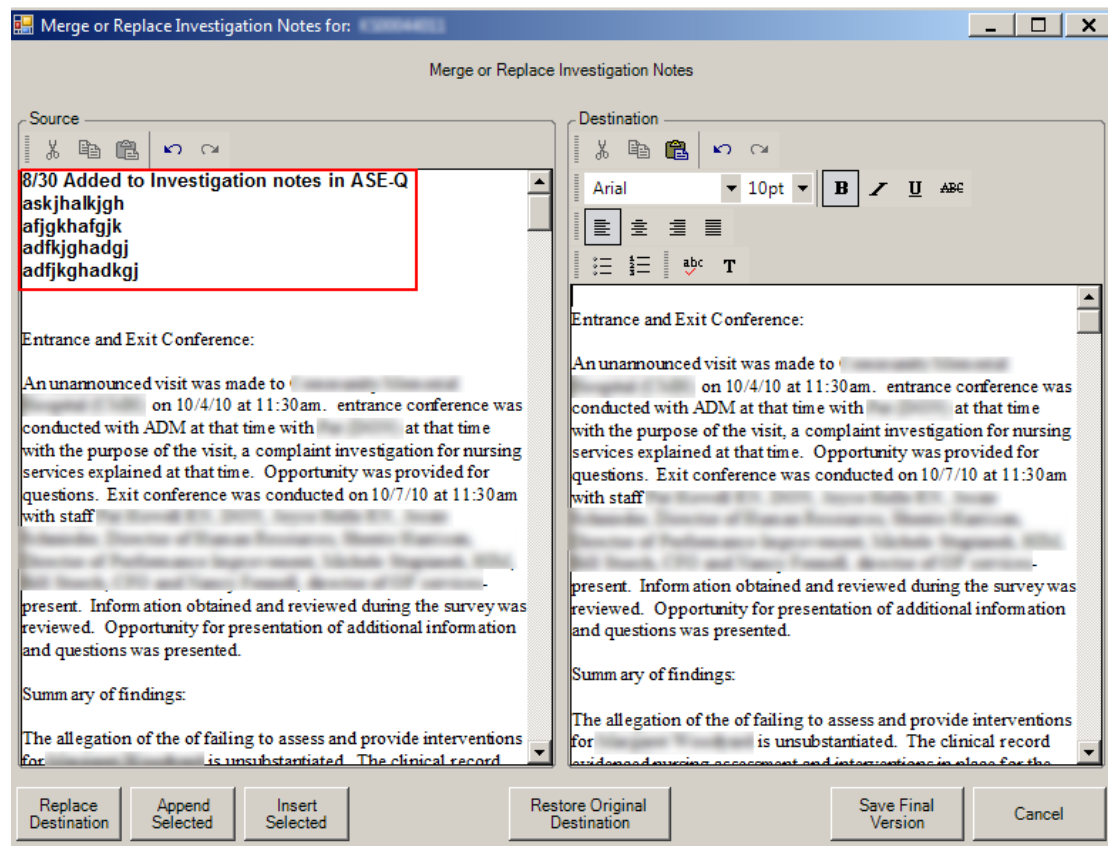 Merge or Replace Investigation Notes for:
Merge or Replace Investigation Notes
Source
8/30 Added to Investigation notes in ASE-Q
askjhalkjgh
afjgkhafgjk
adfkjghadgj
adfjkghadkgj
Entrance and Exit Conference:
An unannounced visit was made to
on 10/4/10 at 11:30am. entrance conference was
conducted with ADM at that time with at that time
with the purpose of the visit, a complaint investigation for nursing
services explained at that time. Opportunity was provided for
questions. Exit conference was conducted on 10/7/10 at 11:30am
with staff
present. Information obtained and reviewed during the survey was
reviewed. Opportunity for presentation of additional information
and questions was presented.
Summary of findings:
The allegation of the of failing to assess and provide interventions
for is unsubstantiated. The clinical record
Destination
Arial
10pt
B I U ABC
abc T
Entrance and Exit Conference:
An unannounced visit was made to
on 10/4/10 at 11:30am. entrance conference was
conducted with ADM at that time with at that time
with the purpose of the visit, a complaint investigation for nursing
services explained at that time. Opportunity was provided for
questions. Exit conference was conducted on 10/7/10 at 11:30am
with staff
present. Information obtained and reviewed during the survey was
reviewed. Opportunity for presentation of additional information
and questions was presented.
Summary of findings:
The allegation of the of failing to assess and provide interventions
for is unsubstantiated. The clinical record
evidenced nursing assessment and interventions in place for the
Replace Destination
Append Selected
Insert Selected
Restore Original Destination
Save Final Version
Cancel